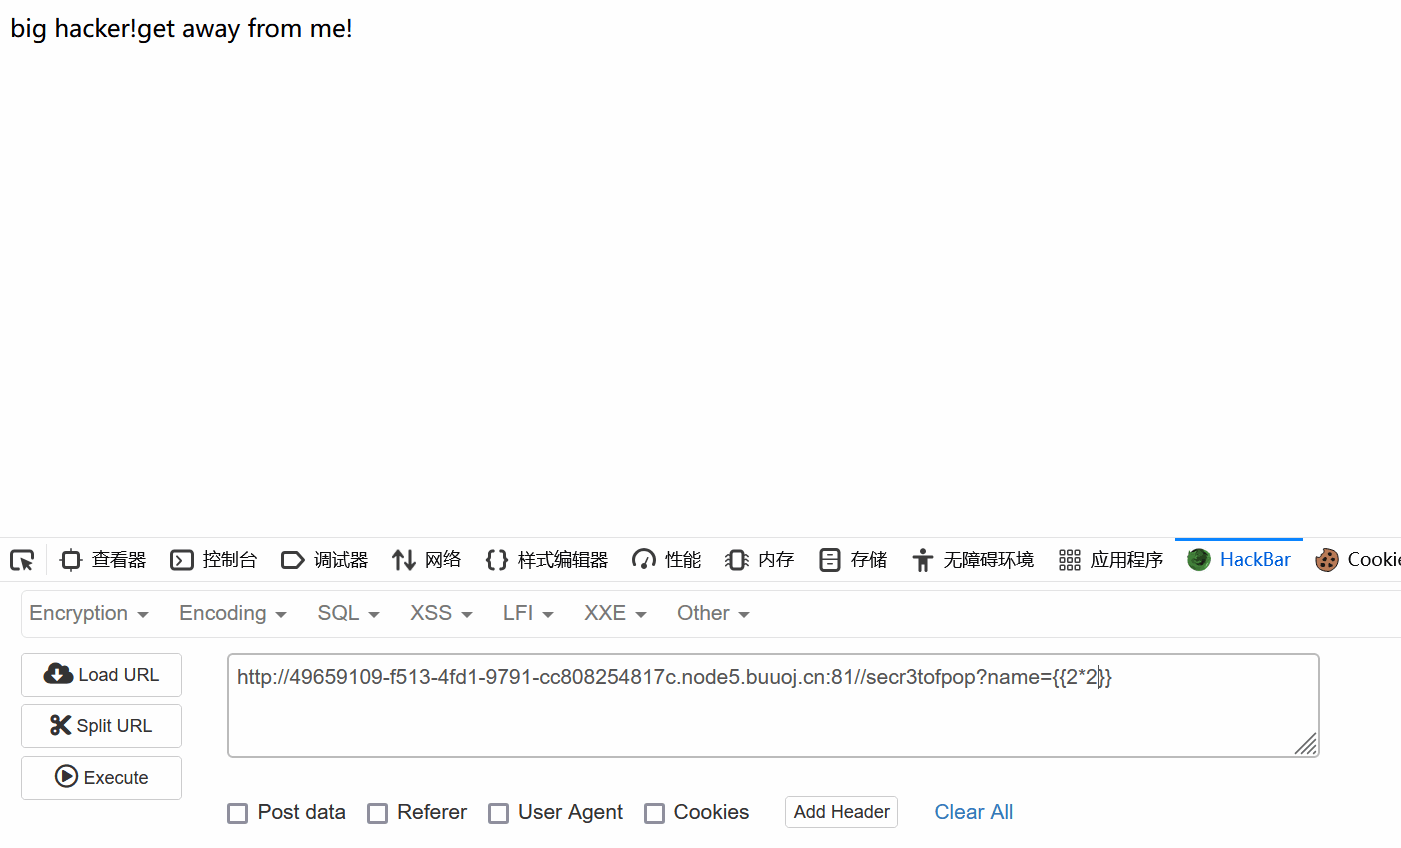 big hacker!get away from me!
查看器 控制台 调试器 网络 样式编辑器 性能 内存 存储 无障碍环境 应用程序 HackBar Cookie
Encryption Encoding SQL XSS LFI XXE Other
Load URL
http://49659109-f513-4fd1-9791-cc808254817c.node5.buuoj.cn:81//secr3tofpop?name={{2*2}}
Split URL
Execute
Post data Referer User Agent Cookies Add Header Clear All